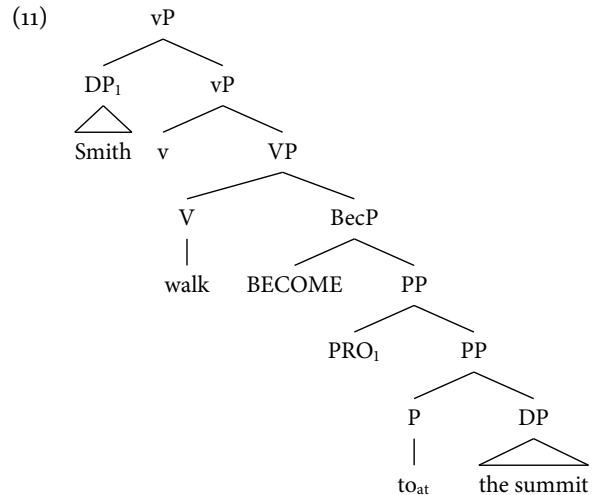 (11) vP
DP₁ vP
Smith v VP
V BecP
walk BECOME PP
PRO₁ PP
P DP
toₐₜ the summit